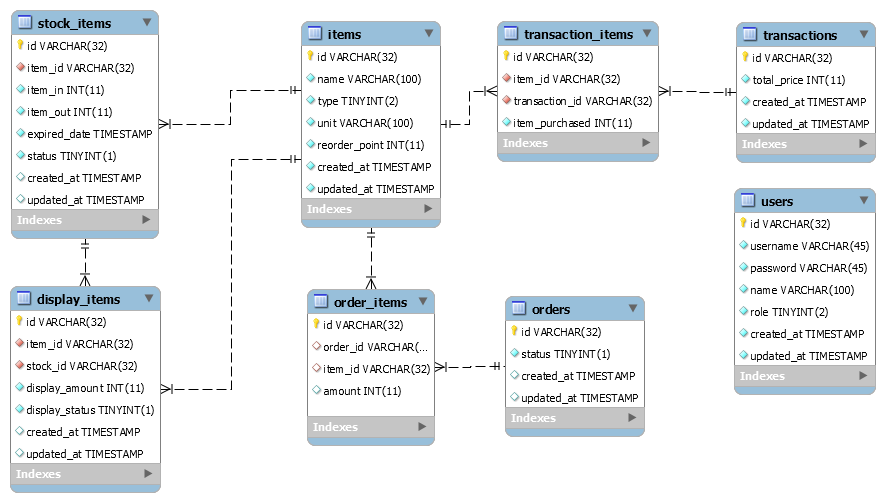 stock_items
id VARCHAR(32)
item_id VARCHAR(32)
item_in INT(11)
item_out INT(11)
expired_date TIMESTAMP
status TINYINT(1)
created_at TIMESTAMP
updated_at TIMESTAMP
Indexes
items
id VARCHAR(32)
name VARCHAR(100)
type TINYINT(2)
unit VARCHAR(100)
reorder_point INT(11)
created_at TIMESTAMP
updated_at TIMESTAMP
Indexes
transaction_items
id VARCHAR(32)
item_id VARCHAR(32)
transaction_id VARCHAR(32)
item_purchased INT(11)
Indexes
transactions
id VARCHAR(32)
total_price INT(11)
created_at TIMESTAMP
updated_at TIMESTAMP
Indexes
users
id VARCHAR(32)
username VARCHAR(45)
password VARCHAR(45)
name VARCHAR(100)
role TINYINT(2)
created_at TIMESTAMP
updated_at TIMESTAMP
Indexes
display_items
id VARCHAR(32)
item_id VARCHAR(32)
stock_id VARCHAR(32)
display_amount INT(11)
display_status TINYINT(1)
created_at TIMESTAMP
updated_at TIMESTAMP
Indexes
order_items
id VARCHAR(32)
order_id VARCHAR(...
item_id VARCHAR(32)
amount INT(11)
Indexes
orders
id VARCHAR(32)
status TINYINT(1)
created_at TIMESTAMP
updated_at TIMESTAMP
Indexes